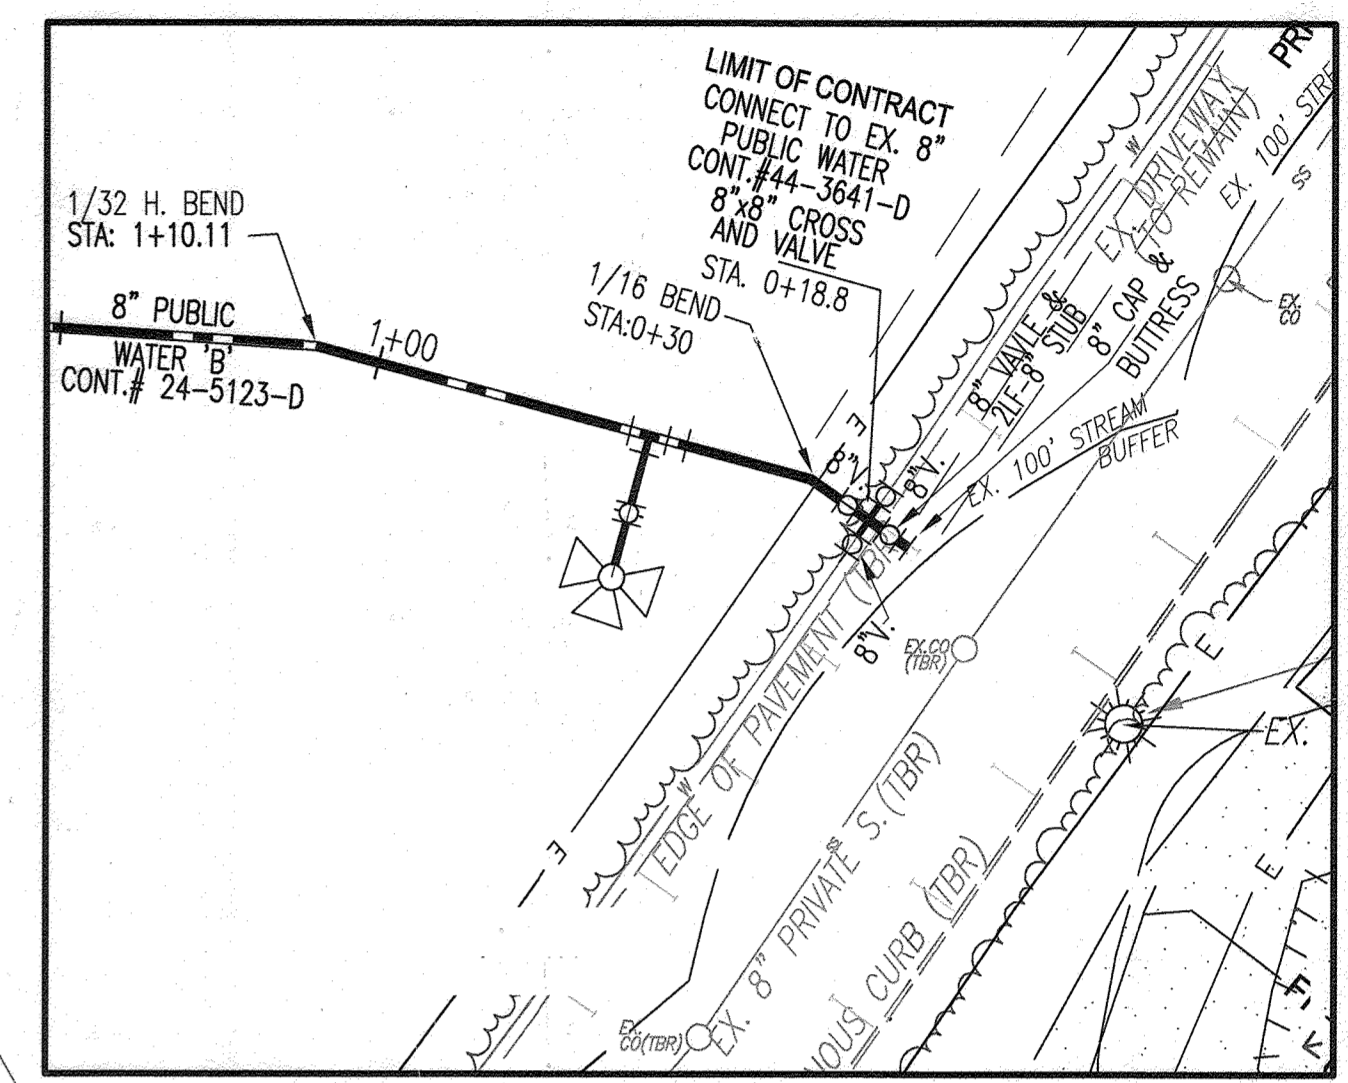 LIMIT OF CONTRACT
CONNECT TO EX. 8"
PUBLIC WATER
CONT.#44-3641-D
8"x8" CROSS
AND VALVE
STA. 0+18.8
1/32 H. BEND
STA: 1+10.11
1/16 BEND
STA:0+30
8" PUBLIC
WATER 'B'
CONT.# 24-5123-D
1+00
EX. DRIVEWAY
(TO REMAIN)
W
EX. 100'
SS
EX.
CO
8" VAVLE &
2LF-8" STUB
8" CAP &
BUTTRESS
EX. 100' STREAM
BUFFER
E
8"V.
8"V.
8"V.
EX.CO
(TBR)
EDGE OF PAVEMENT (TBR)
W
E
E
EX.
E
EX. 8" PRIVATE S.(TBR)
SS
CURB (TBR)
EX.
CO(TBR)